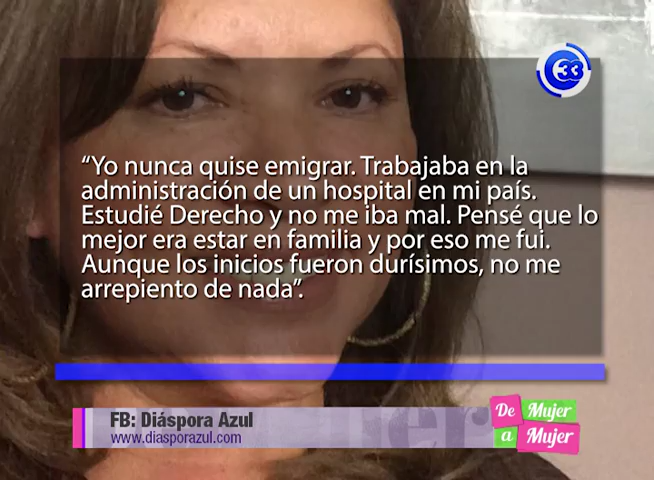 33
“Yo nunca quise emigrar. Trabajaba en la
administración de un hospital en mi país.
Estudié Derecho y no me iba mal. Pensé que lo
mejor era estar en familia y por eso me fui.
Aunque los inicios fueron durísimos, no me
arrepiento de nada”.
FB: Diáspora Azul
www.diasporazul.com
De Mujer
a Mujer